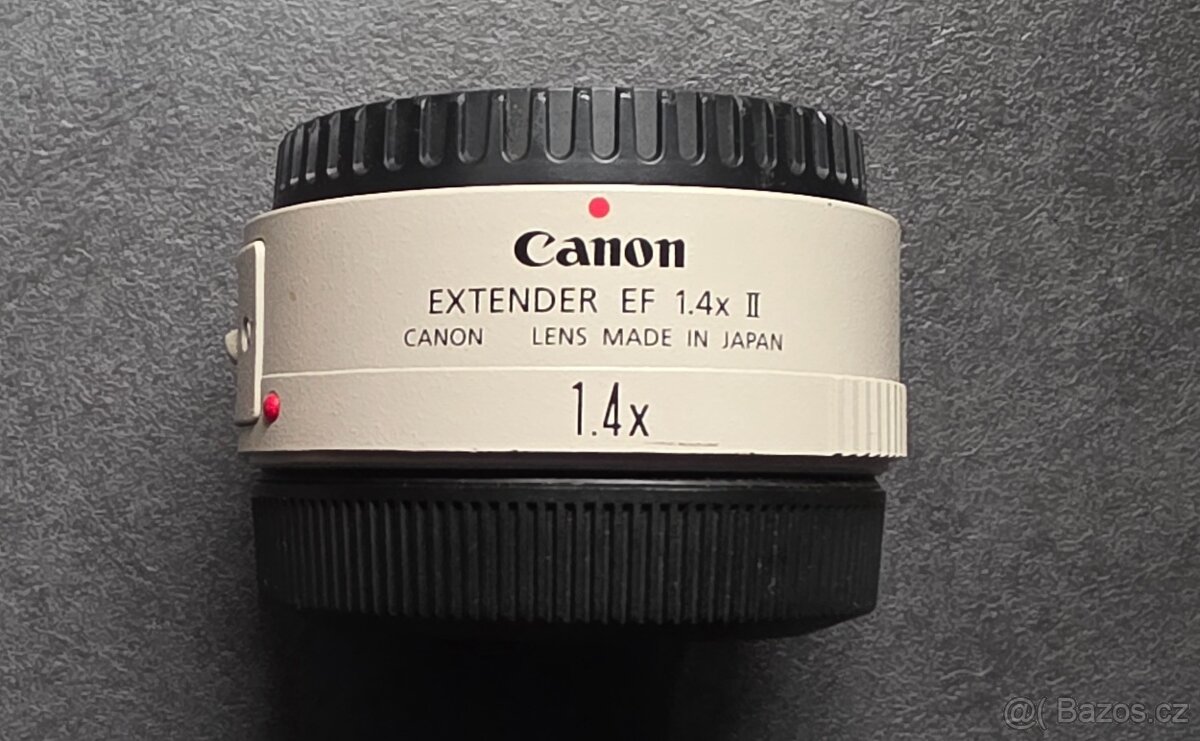 Canon
EXTENDER EF 1.4x II
CANON LENS MADE IN JAPAN
1.4x
@( Bazos.cz